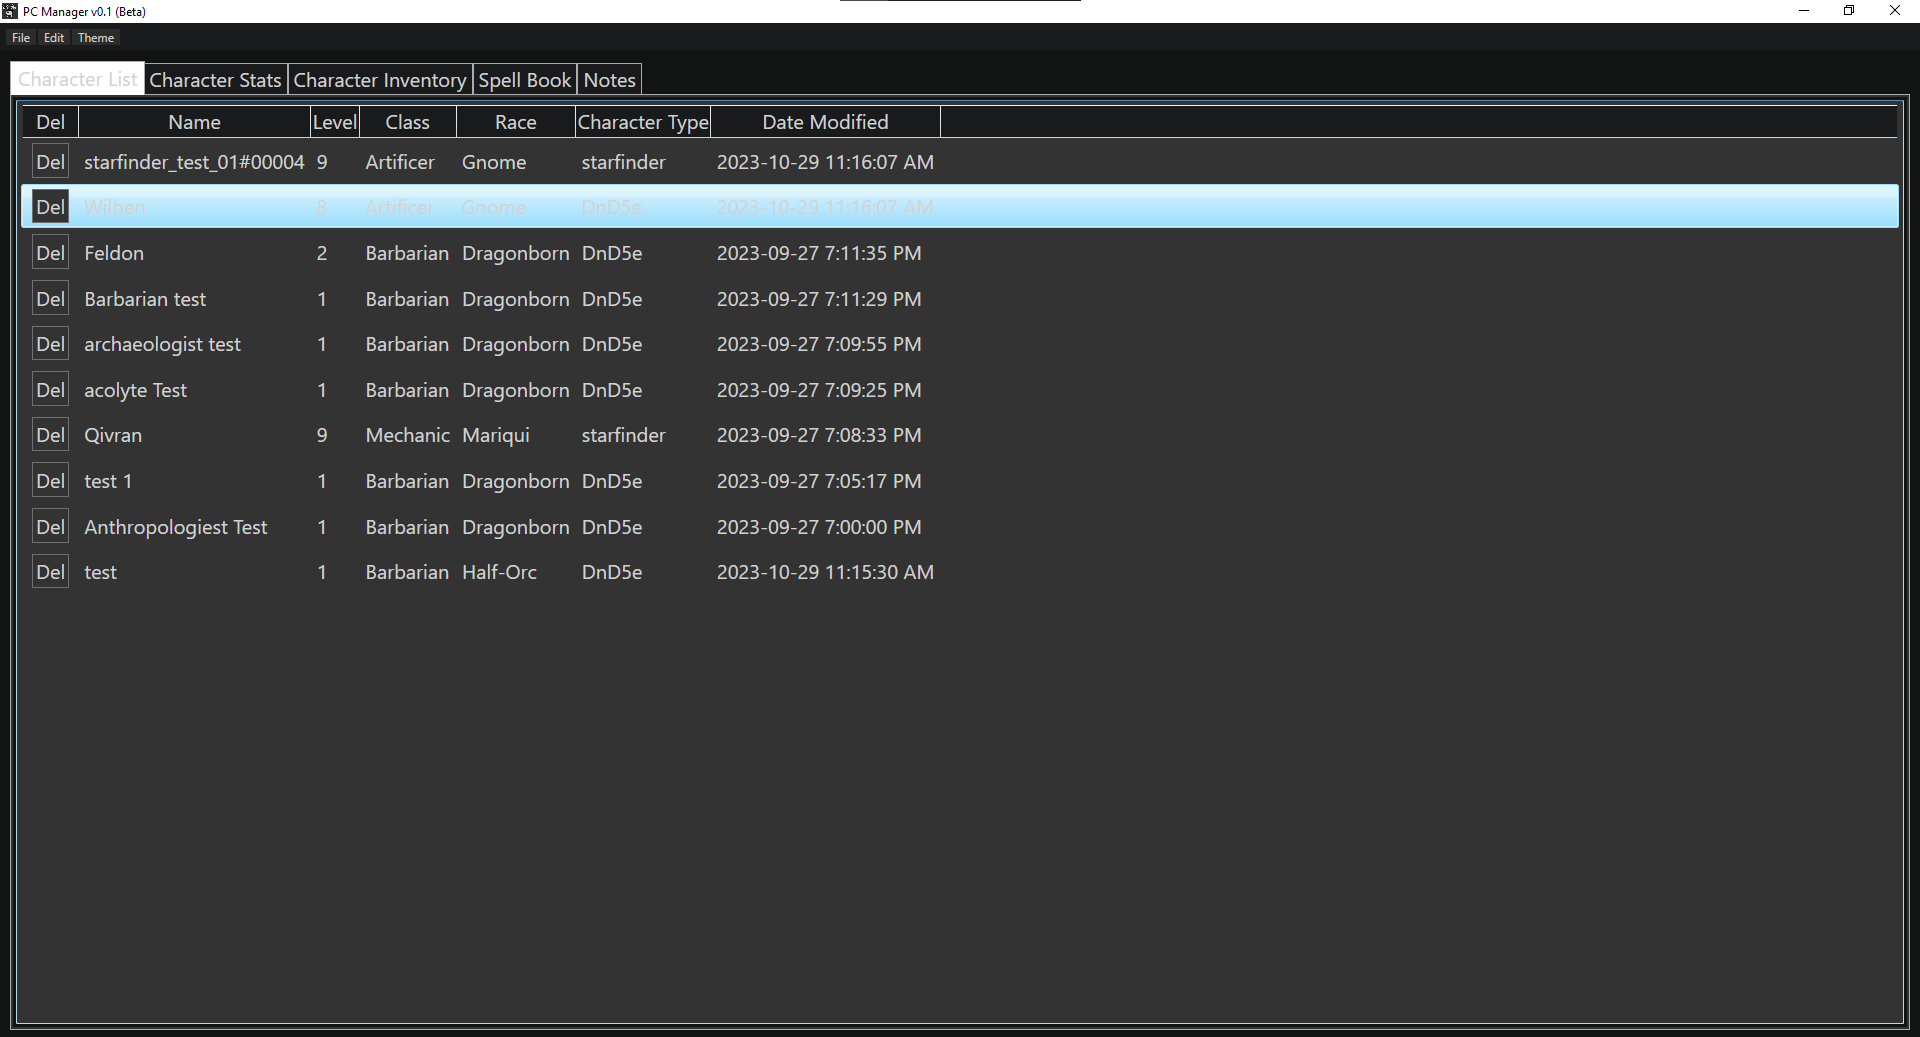 PC Manager v0.1 (Beta)
File Edit Theme
Character List Character Stats Character Inventory Spell Book Notes
Del Name Level Class Race Character Type Date Modified
Del starfinder_test_01#00004 9 Artificer Gnome starfinder 2023-10-29 11:16:07 AM
Del Wilben 8 Artificer Gnome DnD5e 2023-10-29 11:16:07 AM
Del Feldon 2 Barbarian Dragonborn DnD5e 2023-09-27 7:11:35 PM
Del Barbarian test 1 Barbarian Dragonborn DnD5e 2023-09-27 7:11:29 PM
Del archaeologist test 1 Barbarian Dragonborn DnD5e 2023-09-27 7:09:55 PM
Del acolyte Test 1 Barbarian Dragonborn DnD5e 2023-09-27 7:09:25 PM
Del Qivran 9 Mechanic Mariqui starfinder 2023-09-27 7:08:33 PM
Del test 1 1 Barbarian Dragonborn DnD5e 2023-09-27 7:05:17 PM
Del Anthropologiest Test 1 Barbarian Dragonborn DnD5e 2023-09-27 7:00:00 PM
Del test 1 Barbarian Half-Orc DnD5e 2023-10-29 11:15:30 AM